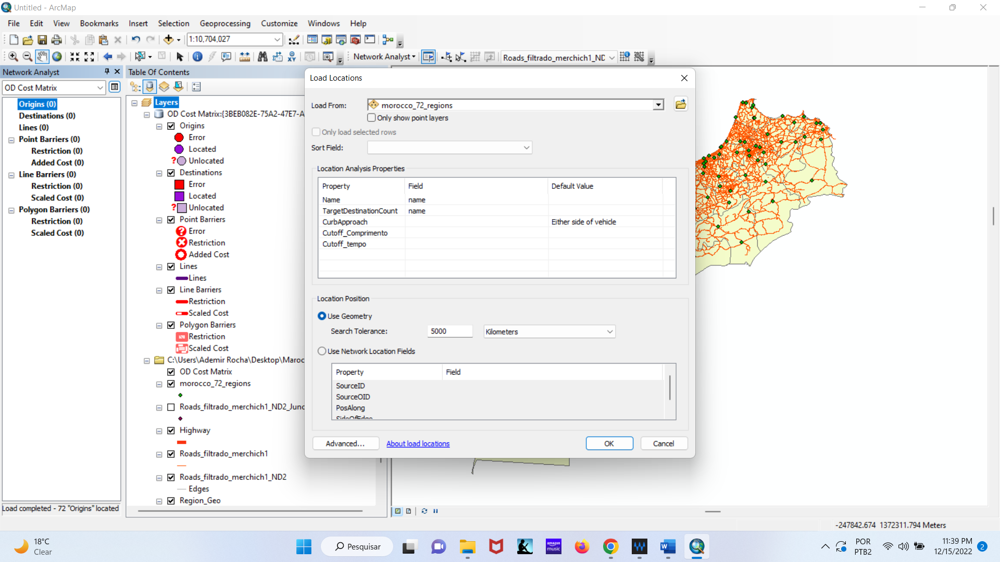 Untitled - ArcMap
File Edit View Bookmarks Insert Selection Geoprocessing Customize Windows Help
1:10,704,027
Network Analyst
Roads_filtrado_merchich1_ND
Network Analyst
OD Cost Matrix
Origins (0)
Destinations (0)
Lines (0)
Point Barriers (0)
Restriction (0)
Added Cost (0)
Line Barriers (0)
Restriction (0)
Scaled Cost (0)
Polygon Barriers (0)
Restriction (0)
Scaled Cost (0)
Load completed - 72 "Origins" located
Table Of Contents
Layers
OD Cost Matrix:{3BEB082E-75A2-47E7-A
Origins
Error
Located
? Unlocated
Destinations
Error
Located
? Unlocated
Point Barriers
Error
Restriction
Added Cost
Lines
Lines
Line Barriers
Restriction
Scaled Cost
Polygon Barriers
Restriction
Scaled Cost
C:\Users\Ademir Rocha\Desktop\Maroc
OD Cost Matrix
morocco_72_regions
Roads_filtrado_merchich1_ND2_Junc
Highway
Roads_filtrado_merchich1
Roads_filtrado_merchich1_ND2
Edges
Region_Geo
Load Locations
Load From: morocco_72_regions
Only show point layers
Only load selected rows
Sort Field:
Location Analysis Properties
Property Field Default Value
Name name
TargetDestinationCount name
CurbApproach Either side of vehicle
Cutoff_Comprimento
Cutoff_tempo
Location Position
Use Geometry
Search Tolerance: 5000 Kilometers
Use Network Location Fields
Property Field
SourceID
SourceOID
PosAlong
SideOfEdge
Advanced... About load locations OK Cancel
-247842.674 1372311.794 Meters
18°C
Clear
Pesquisar
amazon music
POR
PTB2
11:39 PM
12/15/2022
2